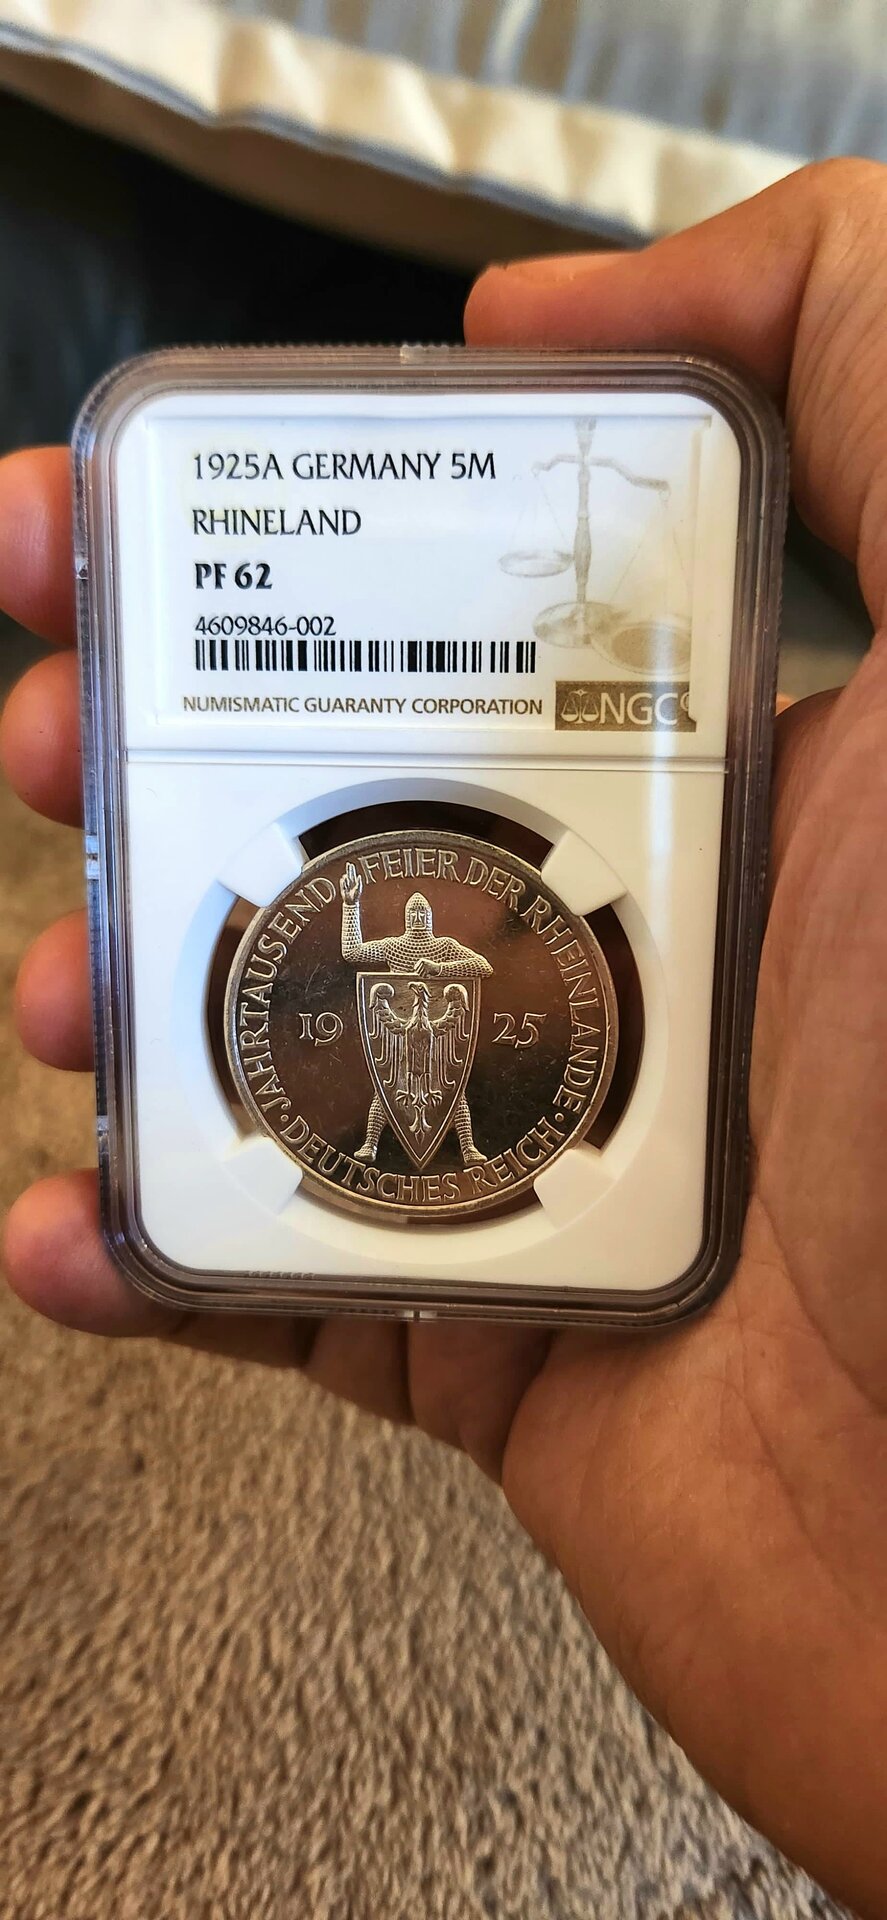 1925A GERMANY 5M
RHINELAND
PF 62
4609846-002
NUMISMATIC GUARANTY CORPORATION
NGC
JAHRTAUSEND FEIER DER RHEINLANDE
19 25
· DEUTSCHES REICH ·